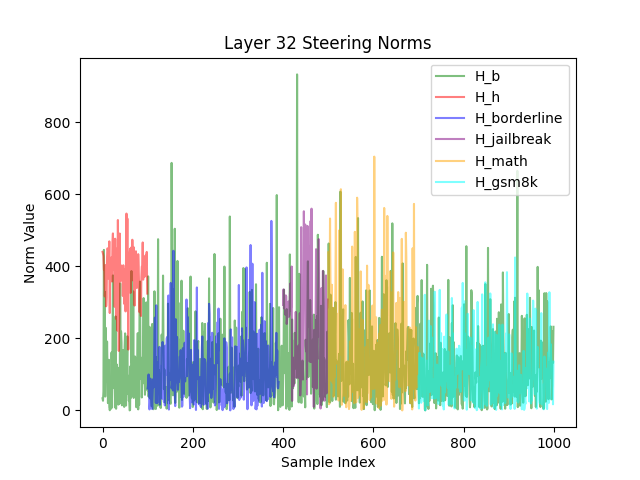 Layer 32 Steering Norms
H_b
H_h
H_borderline
H_jailbreak
H_math
H_gsm8k
Norm Value
800
600
400
200
0
0 200 400 600 800 1000
Sample Index